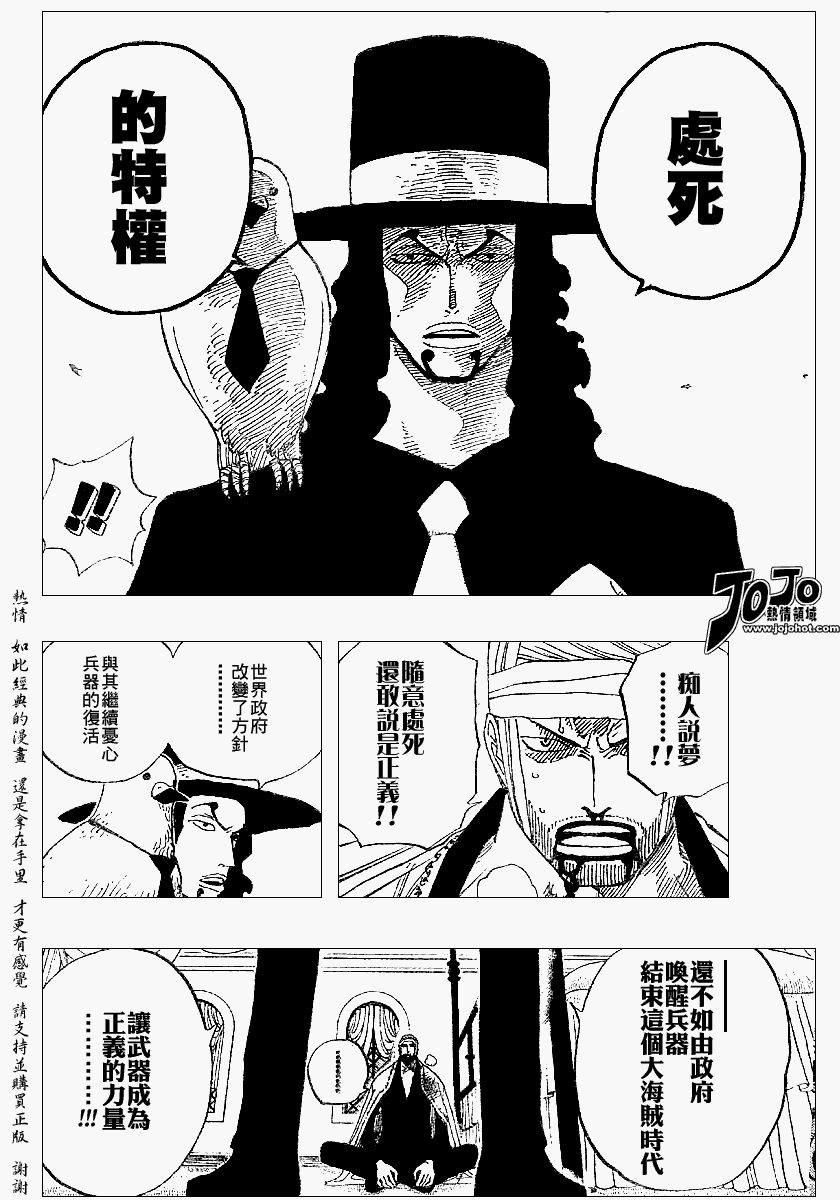 處死
的特權
!!
JOJO
熱情領域
www.jojohot.com
痴人說夢
………!!
隨意處死
還敢說是正義!!
世界政府
改變了方針
…………
與其繼續憂心
兵器的復活
還不如由政府
喚醒兵器
結束這個大海賊時代
讓武器成為
正義的力量
…………!!!
熱情 如此經典的漫畫 還是拿在手里 才更有感覺 請支持並購買正版 謝謝